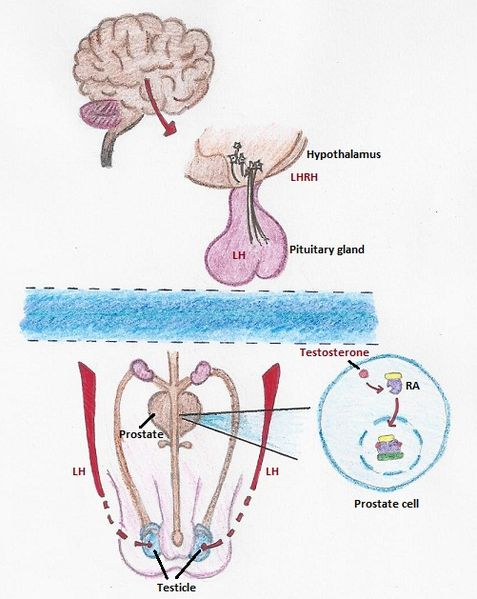 Hypothalamus
LHRH
LH
Pituitary gland
Testosterone
RA
Prostate
LH
LH
Prostate cell
Testicle